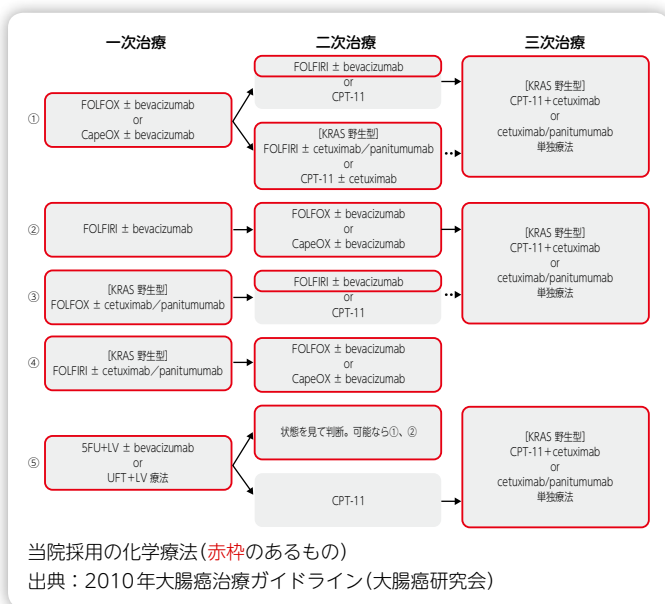 一次治療
二次治療
三次治療
①
FOLFOX ± bevacizumab
or
CapeOX ± bevacizumab
FOLFIRI ± bevacizumab
or
CPT-11
[KRAS 野生型]
FOLFIRI ± cetuximab/panitumumab
or
CPT-11 ± cetuximab
[KRAS 野生型]
CPT-11+cetuximab
or
cetuximab/panitumumab
単独療法
②
FOLFIRI ± bevacizumab
FOLFOX ± bevacizumab
or
CapeOX ± bevacizumab
[KRAS 野生型]
CPT-11+cetuximab
or
cetuximab/panitumumab
単独療法
③
[KRAS 野生型]
FOLFOX ± cetuximab/panitumumab
FOLFIRI ± bevacizumab
or
CPT-11
④
[KRAS 野生型]
FOLFIRI ± cetuximab/panitumumab
FOLFOX ± bevacizumab
or
CapeOX ± bevacizumab
⑤
5FU+LV ± bevacizumab
or
UFT+LV 療法
状態を見て判断。可能なら①、②
CPT-11
[KRAS 野生型]
CPT-11+cetuximab
or
cetuximab/panitumumab
単独療法
当院採用の化学療法(赤枠のあるもの)
出典：2010年大腸癌治療ガイドライン(大腸癌研究会)